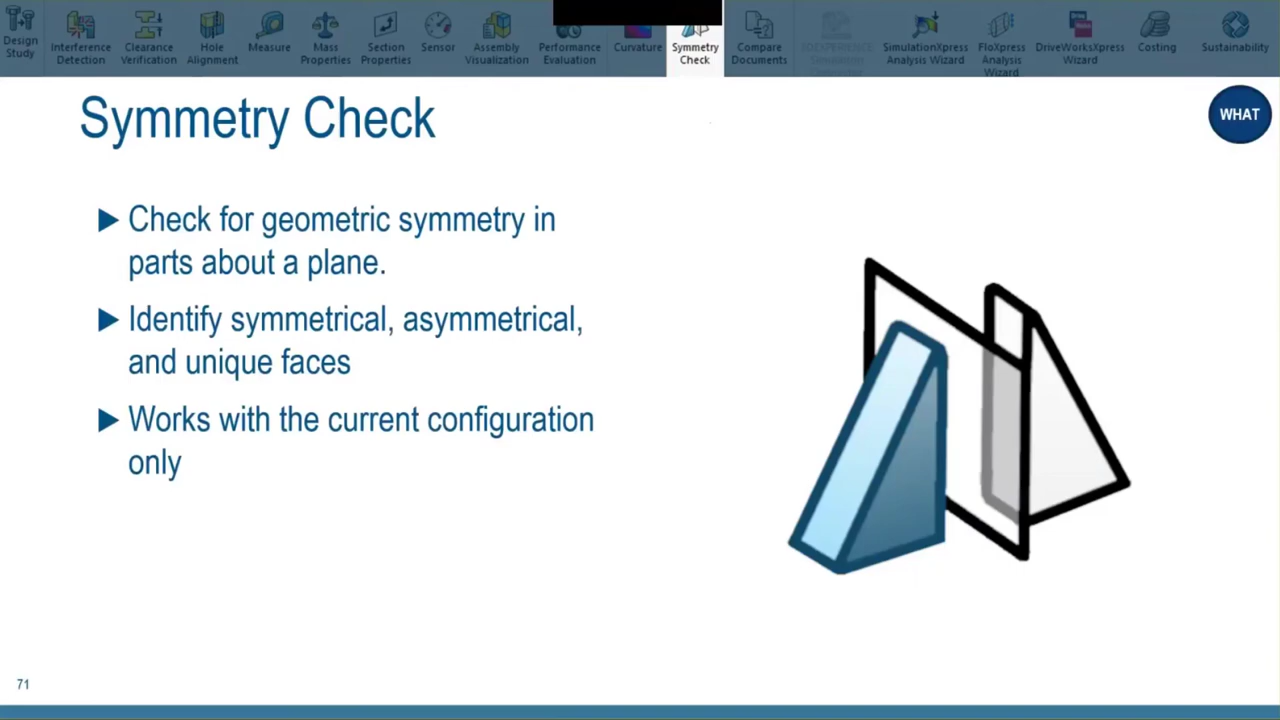 Design Study
Interference Detection
Clearance Verification
Hole Alignment
Measure
Mass Properties
Section Properties
Sensor
Assembly Visualization
Performance Evaluation
Curvature
Symmetry Check
Compare Documents
SimulationXpress Analysis Wizard
FloXpress Analysis Wizard
DriveWorksXpress Wizard
Costing
Sustainability
Symmetry Check
WHAT
▶ Check for geometric symmetry in
parts about a plane.
▶ Identify symmetrical, asymmetrical,
and unique faces
▶ Works with the current configuration
only
71